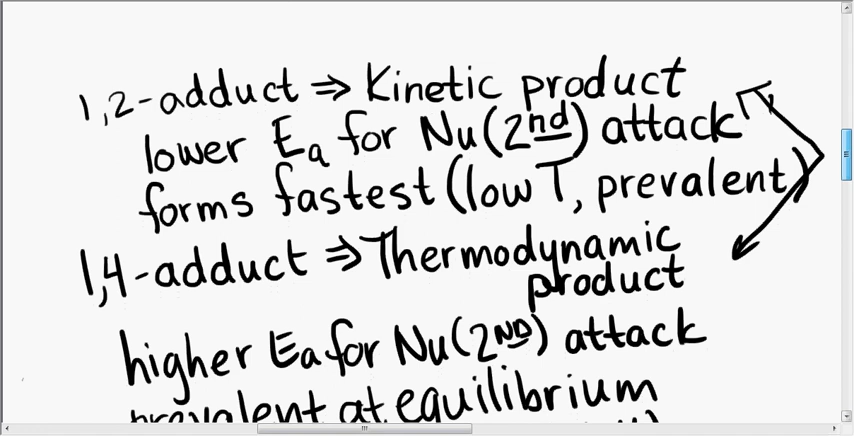 1,2-adduct ⇒ Kinetic product
lower Ea for Nu(2nd) attack
forms fastest (low T, prevalent)
1,4-adduct ⇒ Thermodynamic
product
higher Ea for Nu(2ND) attack
prevalent at equilibrium